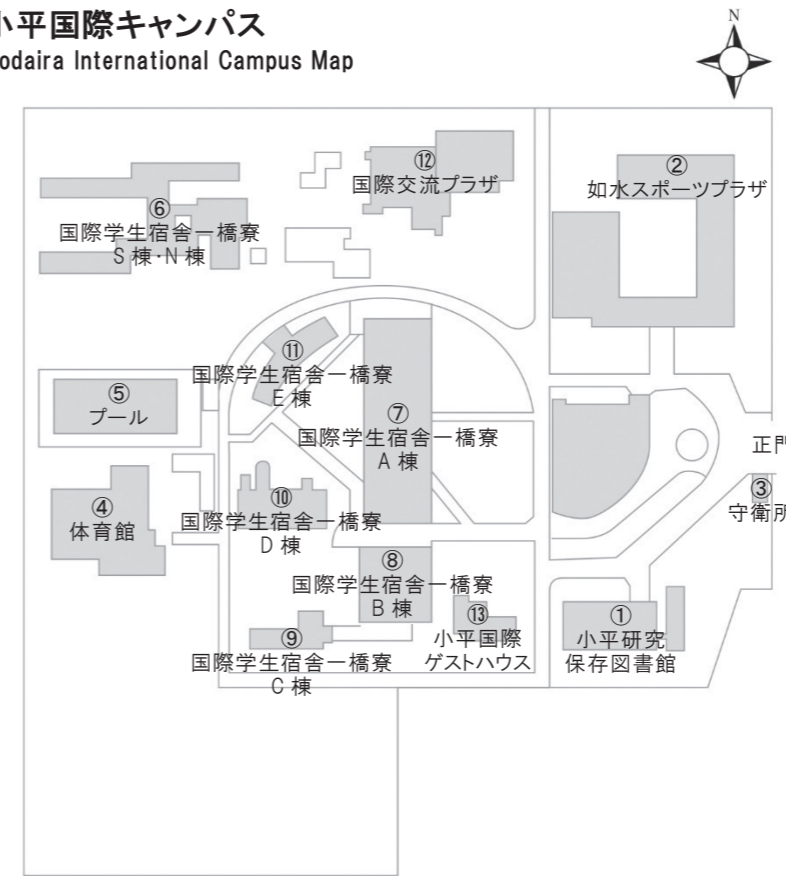 小平国際キャンパス
odaira International Campus Map
N
⑫
国際交流プラザ
②
如水スポーツプラザ
⑥
国際学生宿舎一橋寮
S棟・N棟
⑪
国際学生宿舎一橋寮
E棟
⑤
プール
⑦
国際学生宿舎一橋寮
A棟
正門
③
守衛所
④
体育館
⑩
国際学生宿舎一橋寮
D棟
⑧
国際学生宿舎一橋寮
B棟
⑬
小平国際
ゲストハウス
①
小平研究
保存図書館
⑨
国際学生宿舎一橋寮
C棟